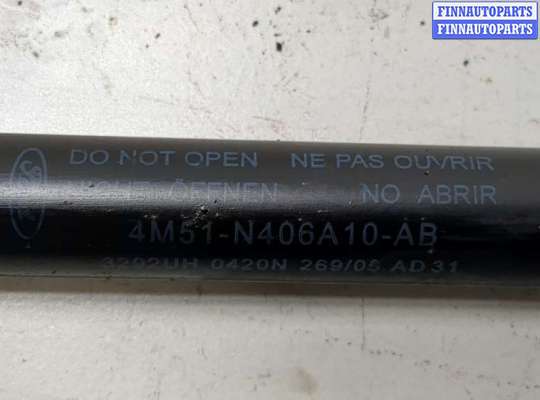 FINNAUTOPARTS
FINNAUTOPARTS
DO NOT OPEN NE PAS OUVRIR
ÖFFNEN NO ABRIR
4M51-N406A10-AB
3202UH 0420N 269/05 AD31